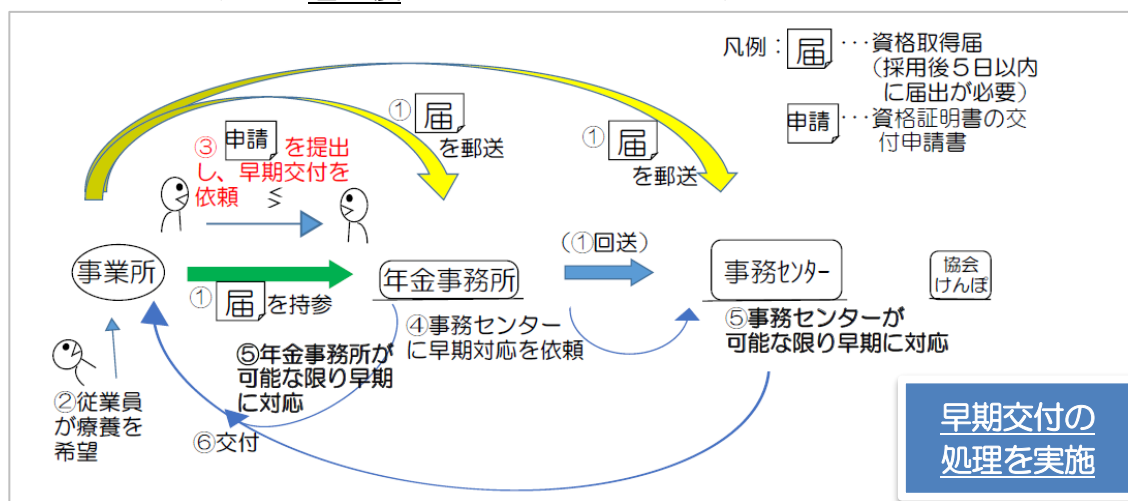 凡例：届･･･資格取得届
（採用後５日以内
に届出が必要）
申請･･･資格証明書の交
付申請書
①届
を郵送
①届
を郵送
③申請を提出
し、早期交付を
依頼
事業所
①届を持参
年金事務所
（①回送）
事務ｾﾝﾀｰ
協会
けんぽ
④事務センター
に早期対応を依頼
⑤事務センターが
可能な限り早期に対応
⑤年金事務所が
可能な限り早期
に対応
②従業員
が療養を
希望
⑥交付
早期交付の
処理を実施